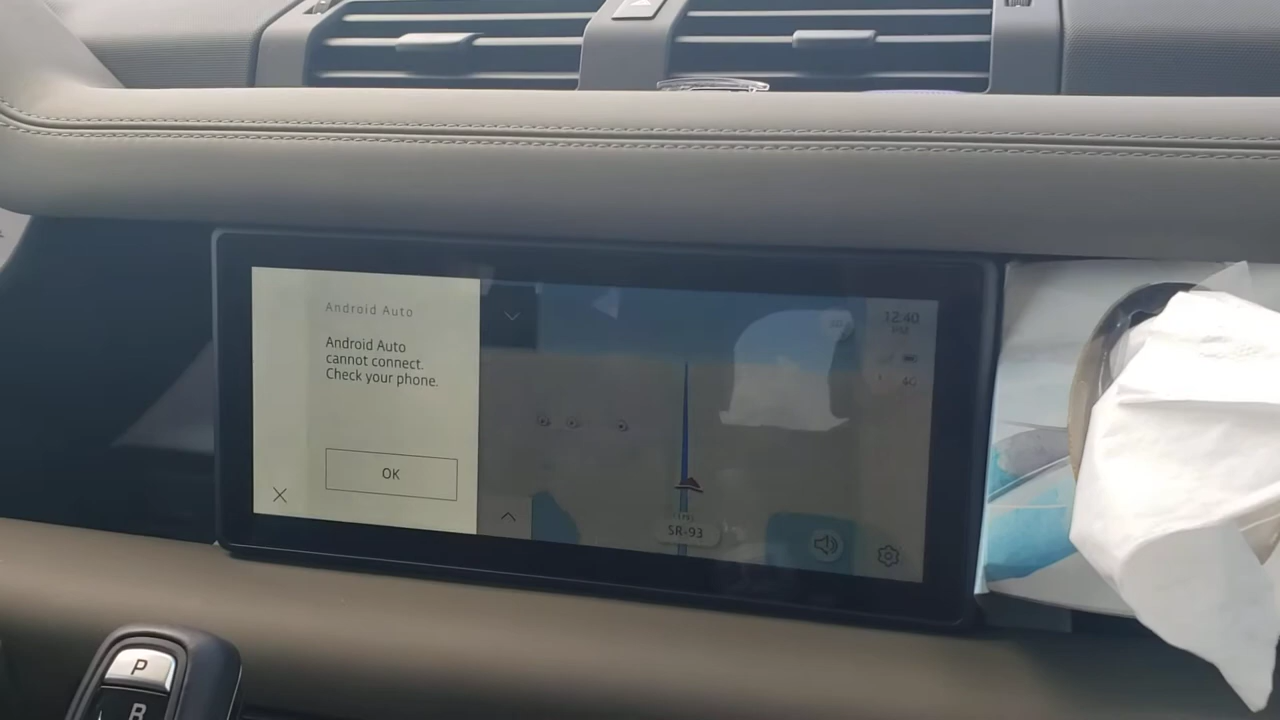 Android Auto
Android Auto
cannot connect.
Check your phone.
OK
12:40
4G
SR-93
P
R